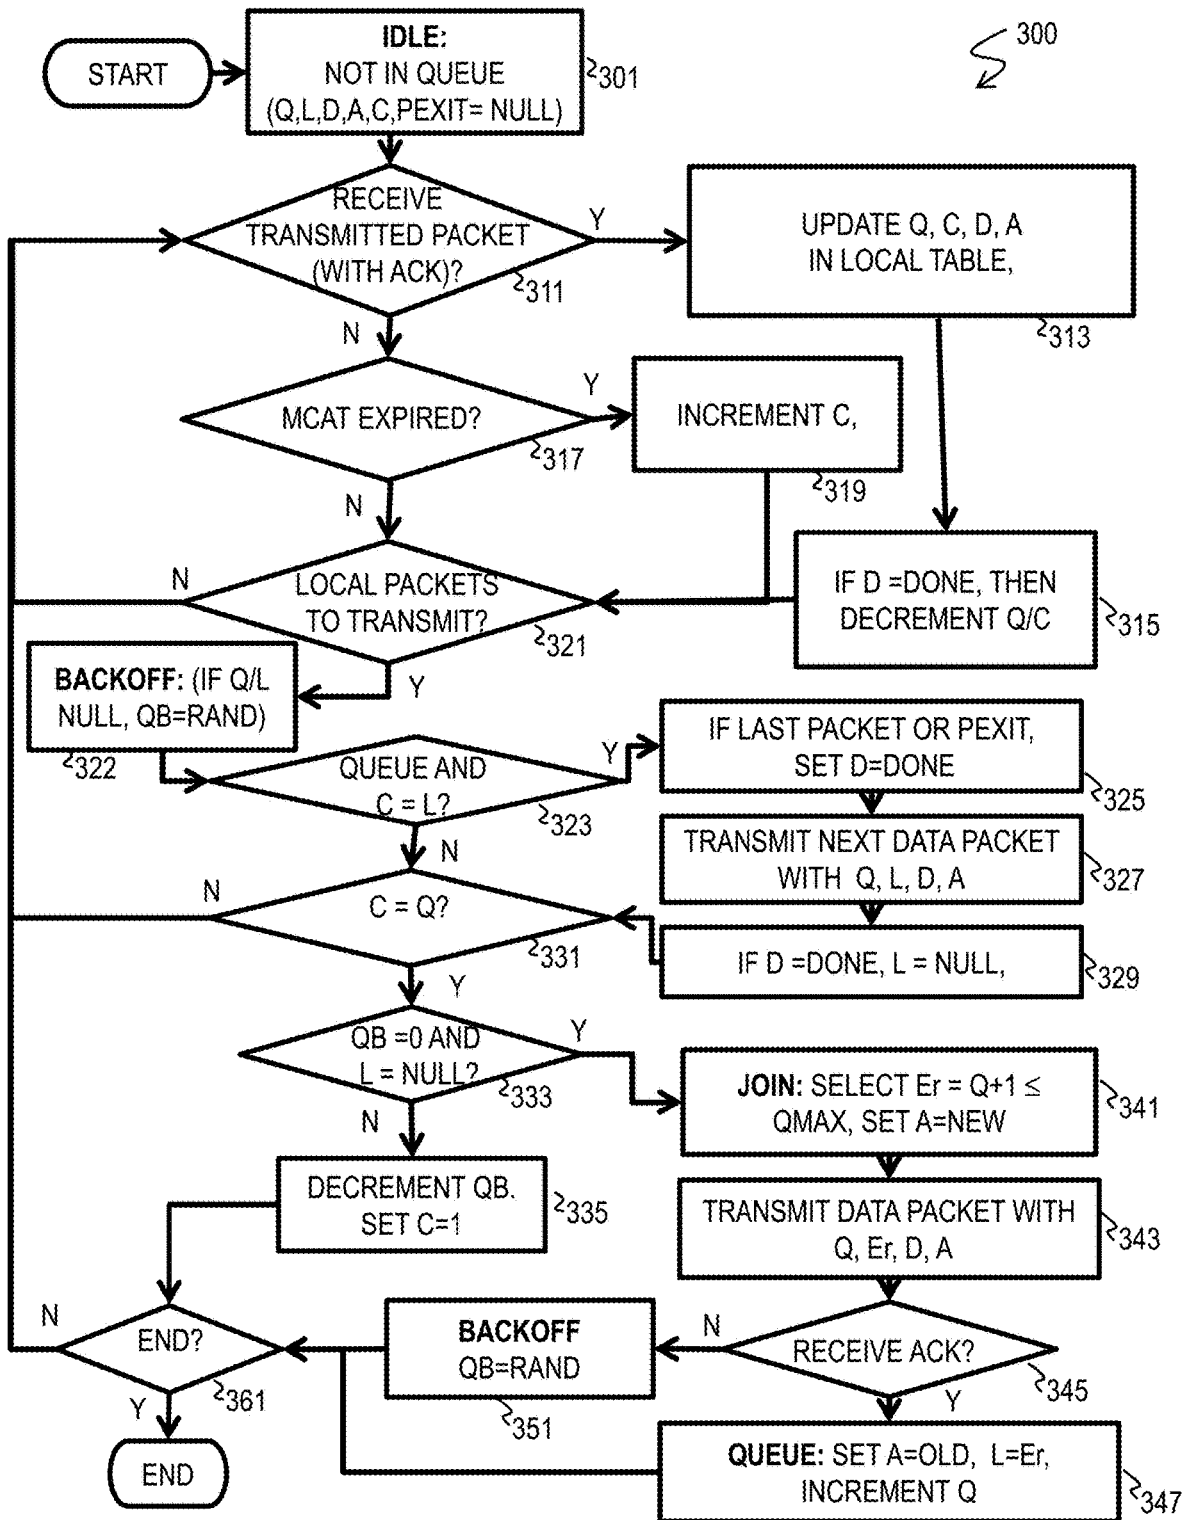 START
IDLE:
NOT IN QUEUE
(Q,L,D,A,C,PEXIT= NULL)
301
300
RECEIVE
TRANSMITTED PACKET
(WITH ACK)?
311
Y
N
UPDATE Q, C, D, A
IN LOCAL TABLE,
313
MCAT EXPIRED?
317
Y
N
INCREMENT C,
319
IF D =DONE, THEN
DECREMENT Q/C
315
LOCAL PACKETS
TO TRANSMIT?
321
N
Y
BACKOFF: (IF Q/L
NULL, QB=RAND)
322
QUEUE AND
C = L?
323
Y
N
IF LAST PACKET OR PEXIT,
SET D=DONE
325
TRANSMIT NEXT DATA PACKET
WITH Q, L, D, A
327
IF D =DONE, L = NULL,
329
C = Q?
331
N
Y
QB =0 AND
L = NULL?
333
Y
N
JOIN: SELECT Er = Q+1 ≤
QMAX, SET A=NEW
341
DECREMENT QB.
SET C=1
335
TRANSMIT DATA PACKET WITH
Q, Er, D, A
343
RECEIVE ACK?
345
N
Y
BACKOFF
QB=RAND
351
QUEUE: SET A=OLD, L=Er,
INCREMENT Q
347
END?
361
N
Y
END